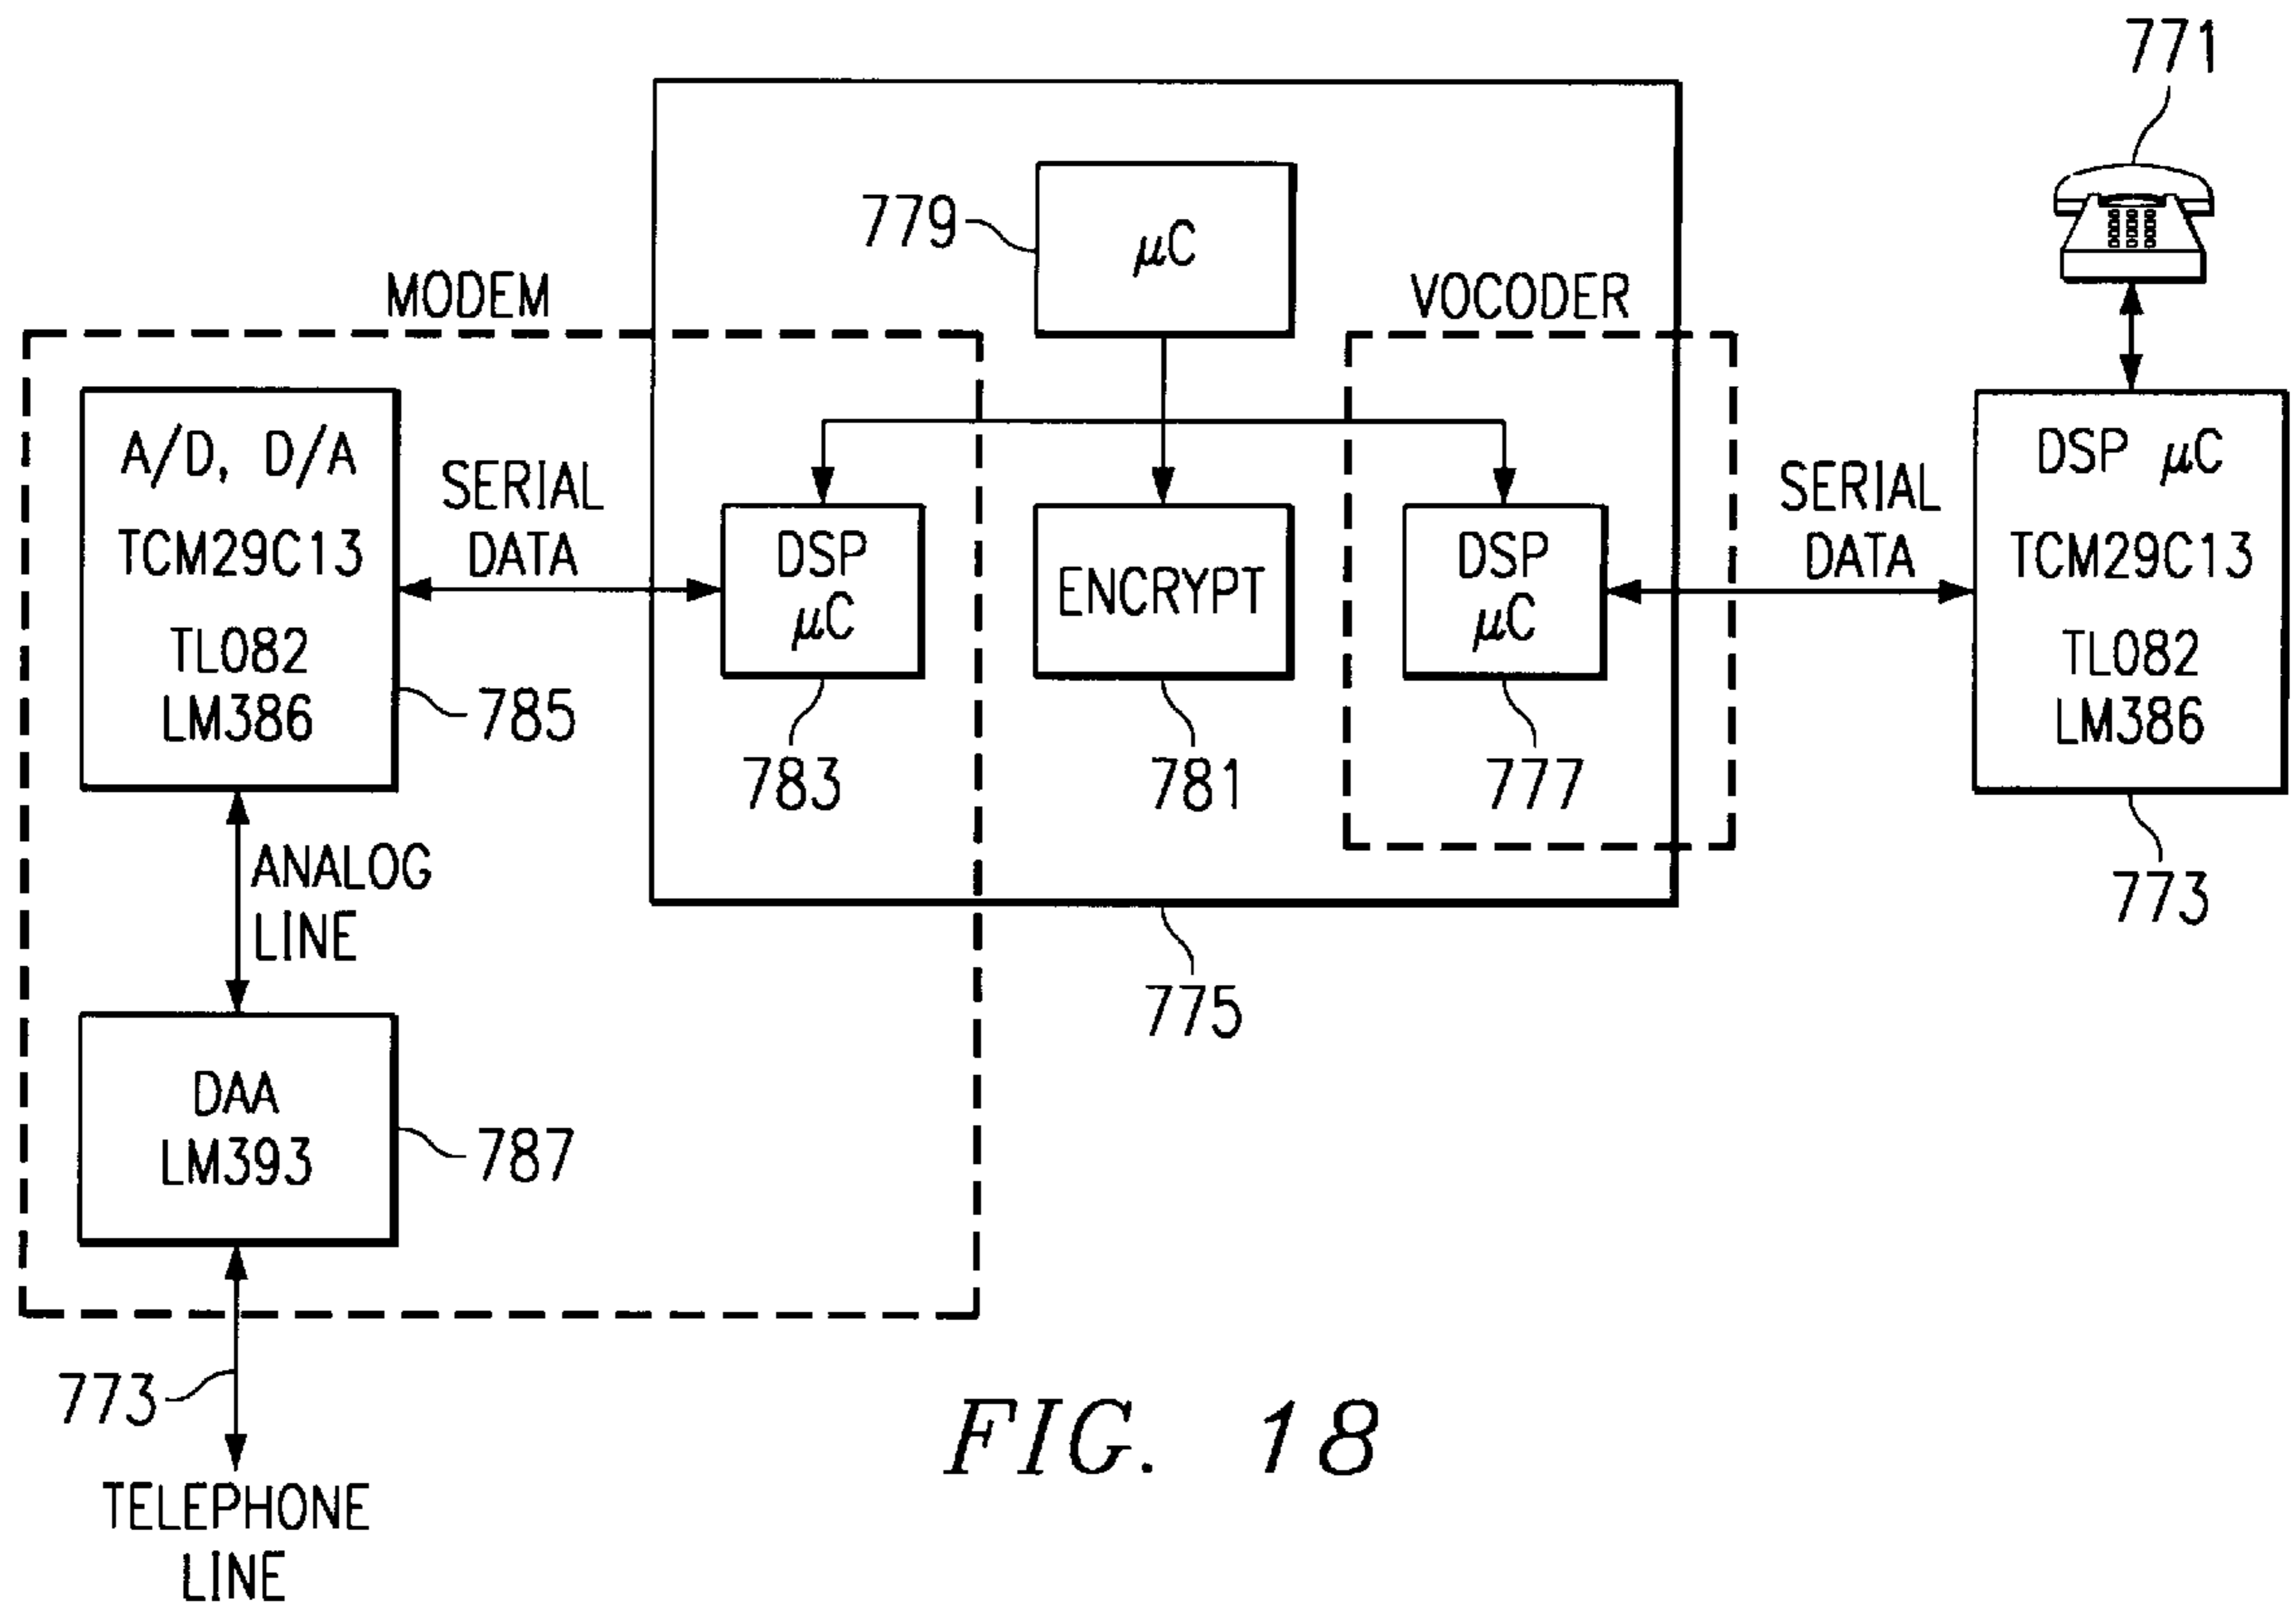 771
779
μC
MODEM
VOCODER
A/D, D/A
TCM29C13
TL082
LM386
785
SERIAL
DATA
DSP
μC
783
ENCRYPT
781
DSP
μC
777
SERIAL
DATA
DSP μC
TCM29C13
TL082
LM386
773
775
ANALOG
LINE
DAA
LM393
787
773
TELEPHONE
LINE
FIG. 18